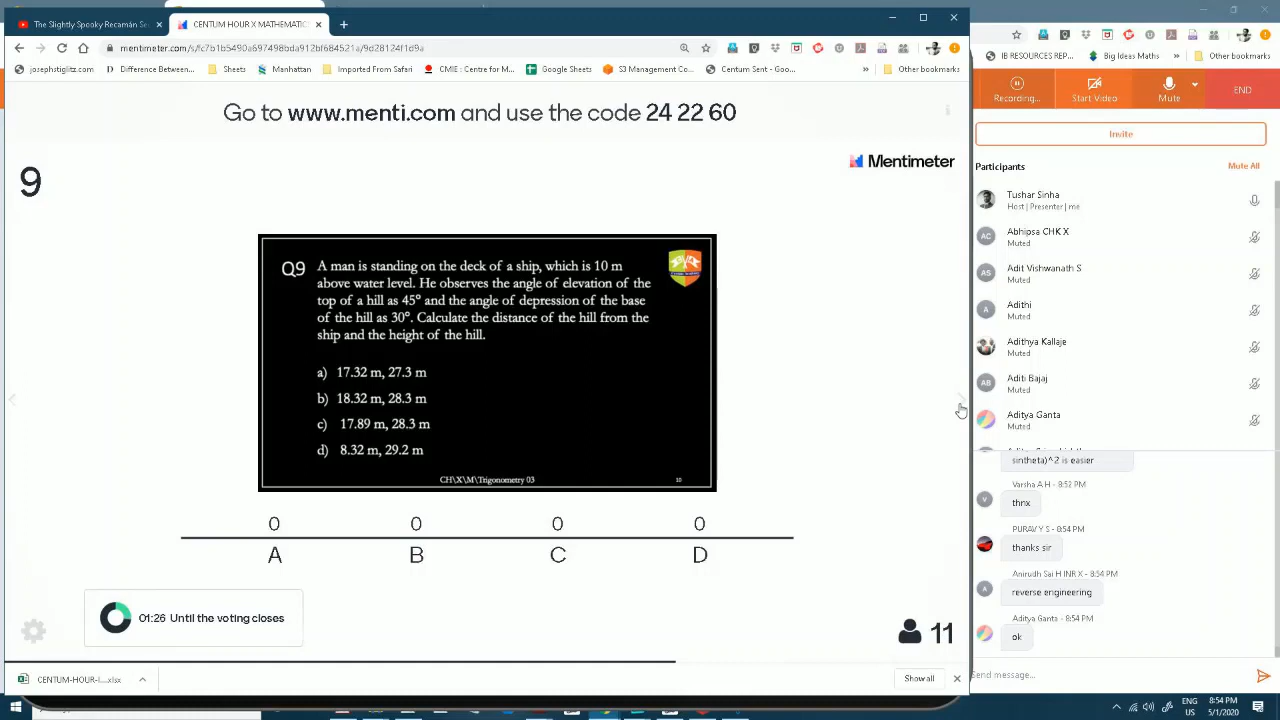 The Slightly Spooky Recamán Se
CENTUM HOUR X MATHEMATICS
mentimeter.com/s/fc7b1b5490a697498bda912bf684521a/9d28124f1d9a
josephstiglitz.com
Difference Between...
Sheets
Manhattan
Imported From Safari
CMIE : Centre for M...
Google Sheets
S3 Management Co...
Centum Sent - Goo...
»
Other bookmarks
IB RESOURCES REP...
Big Ideas Maths
»
Other bookmarks
Go to www.menti.com and use the code 24 22 60
Mentimeter
9
Q9 A man is standing on the deck of a ship, which is 10 m
above water level. He observes the angle of elevation of the
top of a hill as 45° and the angle of depression of the base
of the hill as 30°. Calculate the distance of the hill from the
ship and the height of the hill.
a) 17.32 m, 27.3 m
b) 18.32 m, 28.3 m
c) 17.89 m, 28.3 m
d) 8.32 m, 29.2 m
CH\X\M\Trigonometry 03
10
0 0 0 0
A B C D
01:26 Until the voting closes
11
CENTUM-HOUR-I....xlsx
Show all
Recording...
Start Video
Mute
END
Invite
Participants
Mute All
Tushar Sinha
Host | Present | me
AC
Abhipsa CHK X
Muted
AS
Adit Vishwanath S
Muted
A
Adithi
Muted
Adithya Kallaje
Muted
AB
Adib Bajaj
Muted
Aditya Ganta
Muted
sintheta)^2 is easier
Varsha A H - 8:52 PM
V
thnx
PURAV Y S - 8:54 PM
thanks sir
Anirudh Sai H INR X - 8:54 PM
A
reverse engineering
Aditya Ganta - 8:54 PM
ok
Send message...
ENG
US
8:54 PM
5/1/2020